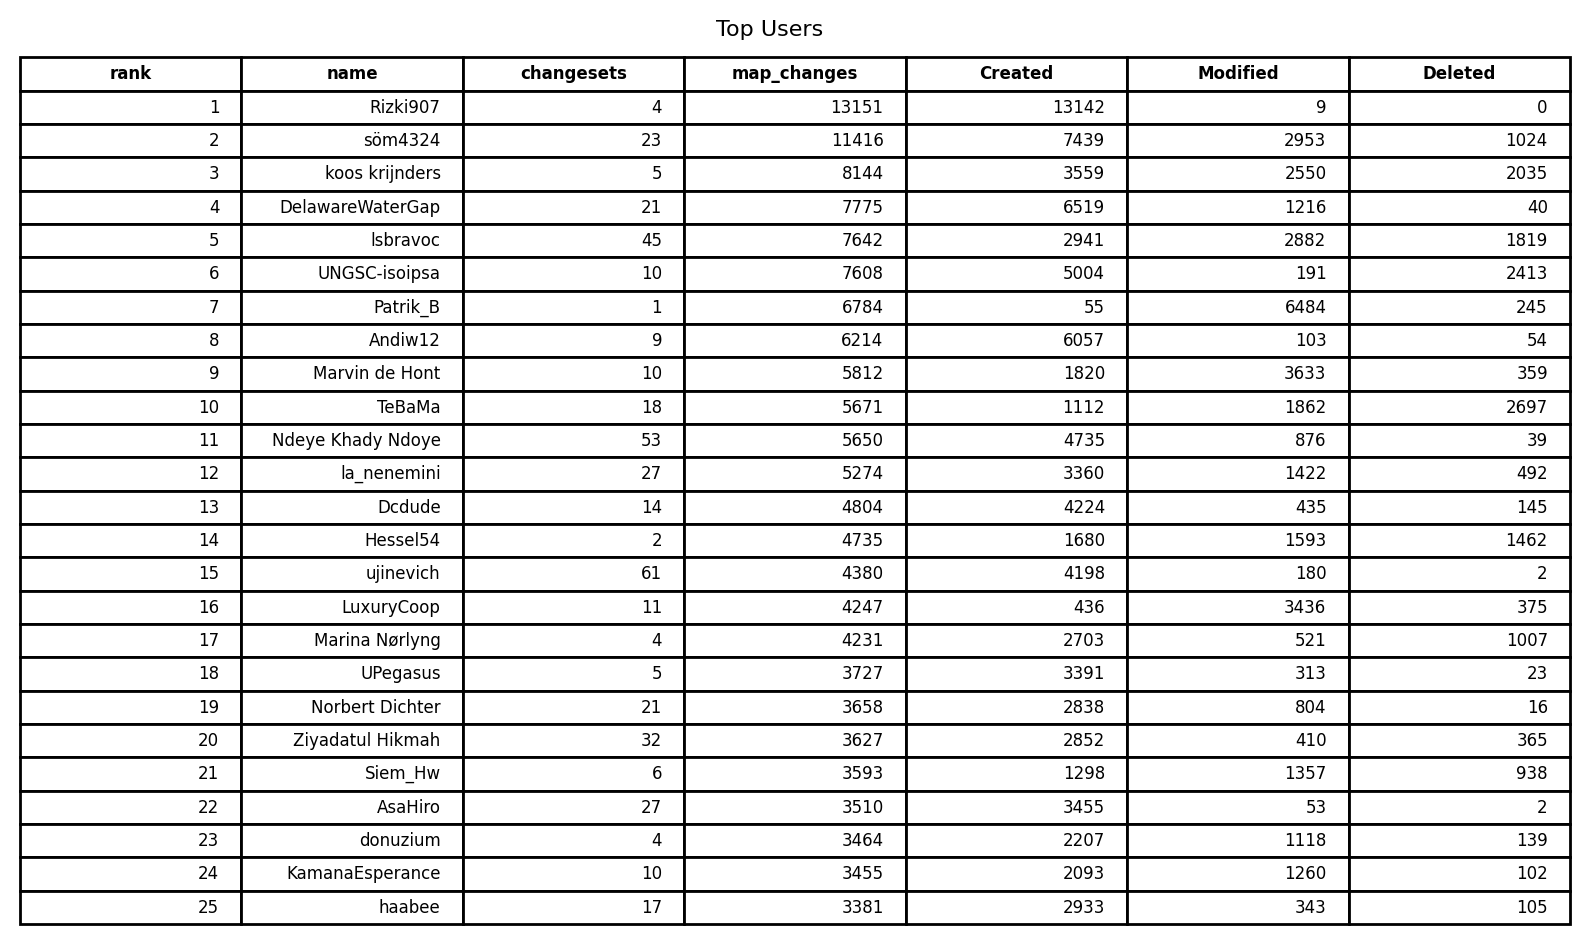 Top Users
rank name changesets map_changes Created Modified Deleted
1 Rizki907 4 13151 13142 9 0
2 söm4324 23 11416 7439 2953 1024
3 koos krijnders 5 8144 3559 2550 2035
4 DelawareWaterGap 21 7775 6519 1216 40
5 lsbravoc 45 7642 2941 2882 1819
6 UNGSC-isoipsa 10 7608 5004 191 2413
7 Patrik_B 1 6784 55 6484 245
8 Andiw12 9 6214 6057 103 54
9 Marvin de Hont 10 5812 1820 3633 359
10 TeBaMa 18 5671 1112 1862 2697
11 Ndeye Khady Ndoye 53 5650 4735 876 39
12 la_nenemini 27 5274 3360 1422 492
13 Dcdude 14 4804 4224 435 145
14 Hessel54 2 4735 1680 1593 1462
15 ujinevich 61 4380 4198 180 2
16 LuxuryCoop 11 4247 436 3436 375
17 Marina Nørlyng 4 4231 2703 521 1007
18 UPegasus 5 3727 3391 313 23
19 Norbert Dichter 21 3658 2838 804 16
20 Ziyadatul Hikmah 32 3627 2852 410 365
21 Siem_Hw 6 3593 1298 1357 938
22 AsaHiro 27 3510 3455 53 2
23 donuzium 4 3464 2207 1118 139
24 KamanaEsperance 10 3455 2093 1260 102
25 haabee 17 3381 2933 343 105